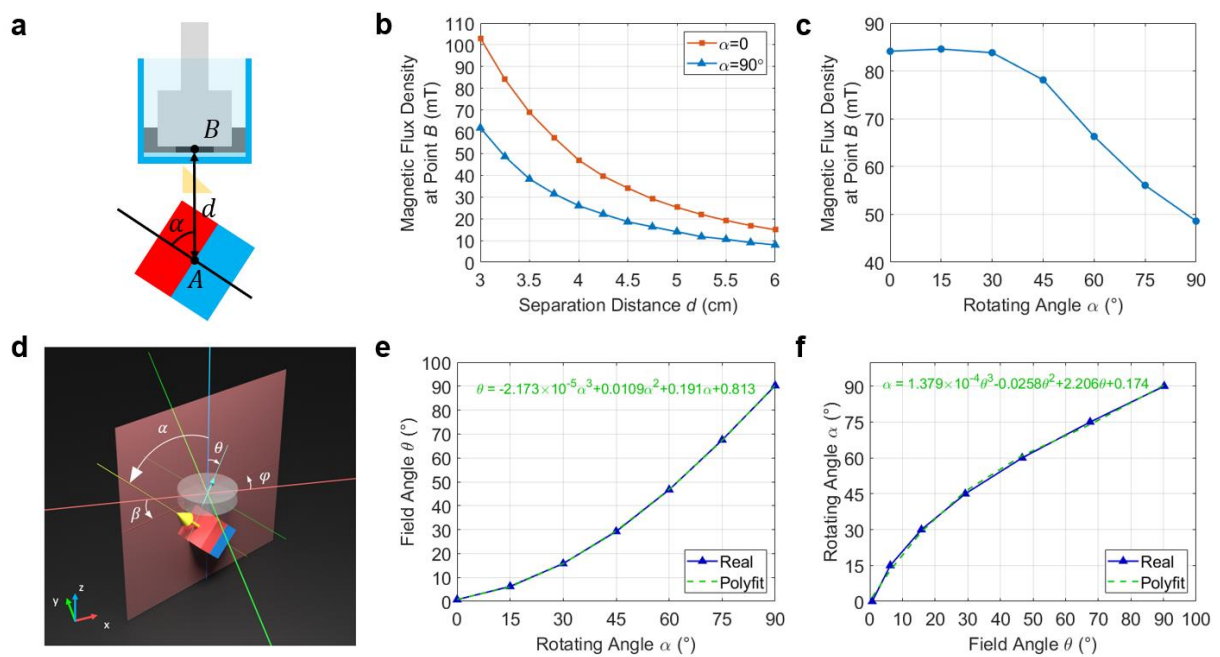 a
B
d
α
A
b
Magnetic Flux Density
at Point B (mT)
110
100
90
80
70
60
50
40
30
20
10
0
3
3.5
4
4.5
5
5.5
6
Separation Distance d (cm)
α=0
α=90°
c
Magnetic Flux Density
at Point B (mT)
90
80
70
60
50
40
0
15
30
45
60
75
90
Rotating Angle α (°)
d
α
θ
φ
β
z
y
x
e
Field Angle θ (°)
100
90
80
70
60
50
40
30
20
10
0
θ = -2.173×10⁻⁵α³+0.0109α²+0.191α+0.813
Real
Polyfit
0
15
30
45
60
75
90
Rotating Angle α (°)
f
Rotating Angle α (°)
90
75
60
45
30
15
0
α = 1.379×10⁻⁴θ³-0.0258θ²+2.206θ+0.174
Real
Polyfit
0
10
20
30
40
50
60
70
80
90
100
Field Angle θ (°)